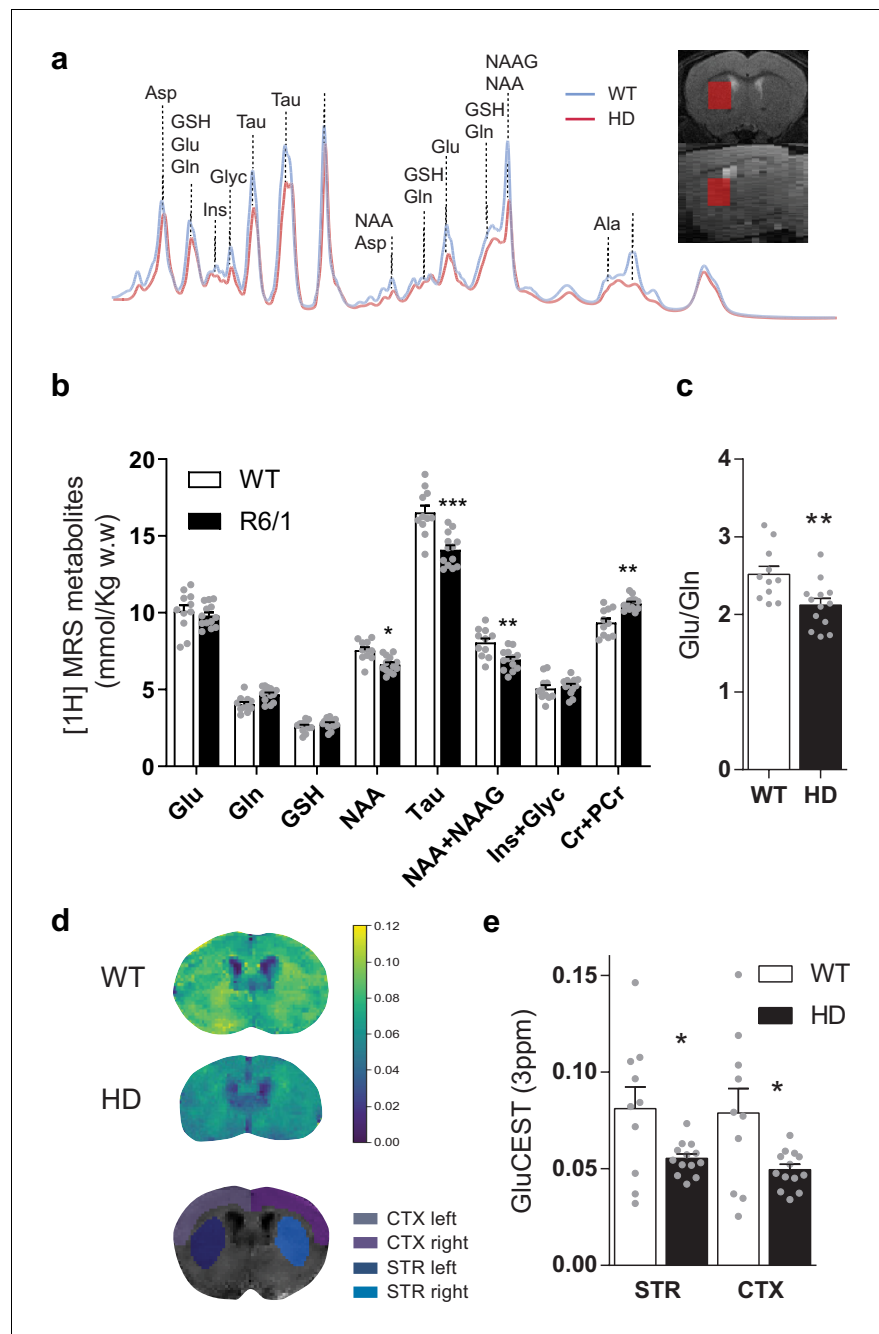 a
Asp
GSH
Glu
Gln
Ins
Glyc
Tau
Tau
NAA
Asp
GSH
Gln
Glu
GSH
Gln
NAAG
NAA
Ala
WT
HD
b
[1H] MRS metabolites
(mmol/Kg w.w)
20
15
10
5
0
WT
R6/1
*
***
**
**
Glu
Gln
GSH
NAA
Tau
NAA+NAAG
Ins+Glyc
Cr+PCr
c
Glu/Gln
4
3
2
1
0
**
WT
HD
d
WT
HD
0.12
0.10
0.08
0.06
0.04
0.02
0.00
CTX left
CTX right
STR left
STR right
e
GluCEST (3ppm)
0.15
0.10
0.05
0.00
WT
HD
*
*
STR
CTX